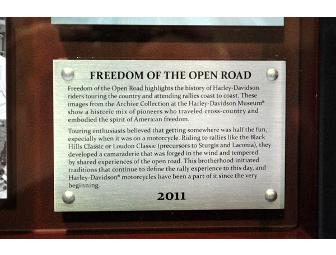 FREEDOM OF THE OPEN ROAD
Freedom of the Open Road highlights the history of Harley-Davidson
riders touring the country and attending rallies coast to coast. These
images from the Archive Collection at the Harley-Davidson Museum®
show a historic mix of pioneers who traveled cross-country and
embodied the spirit of American freedom.
Touring enthusiasts believed that getting somewhere was half the fun,
especially when it was on a motorcycle. Riding to rallies like the Black
Hills Classic or Loudon Classic (precursors to Sturgis and Laconia), they
developed a camaraderie that was forged in the wind and tempered
by shared experiences of the open road. This brotherhood initiated
traditions that continue to define the rally experience to this day, and
Harley-Davidson® motorcycles have been a part of it since the very
beginning.
2011